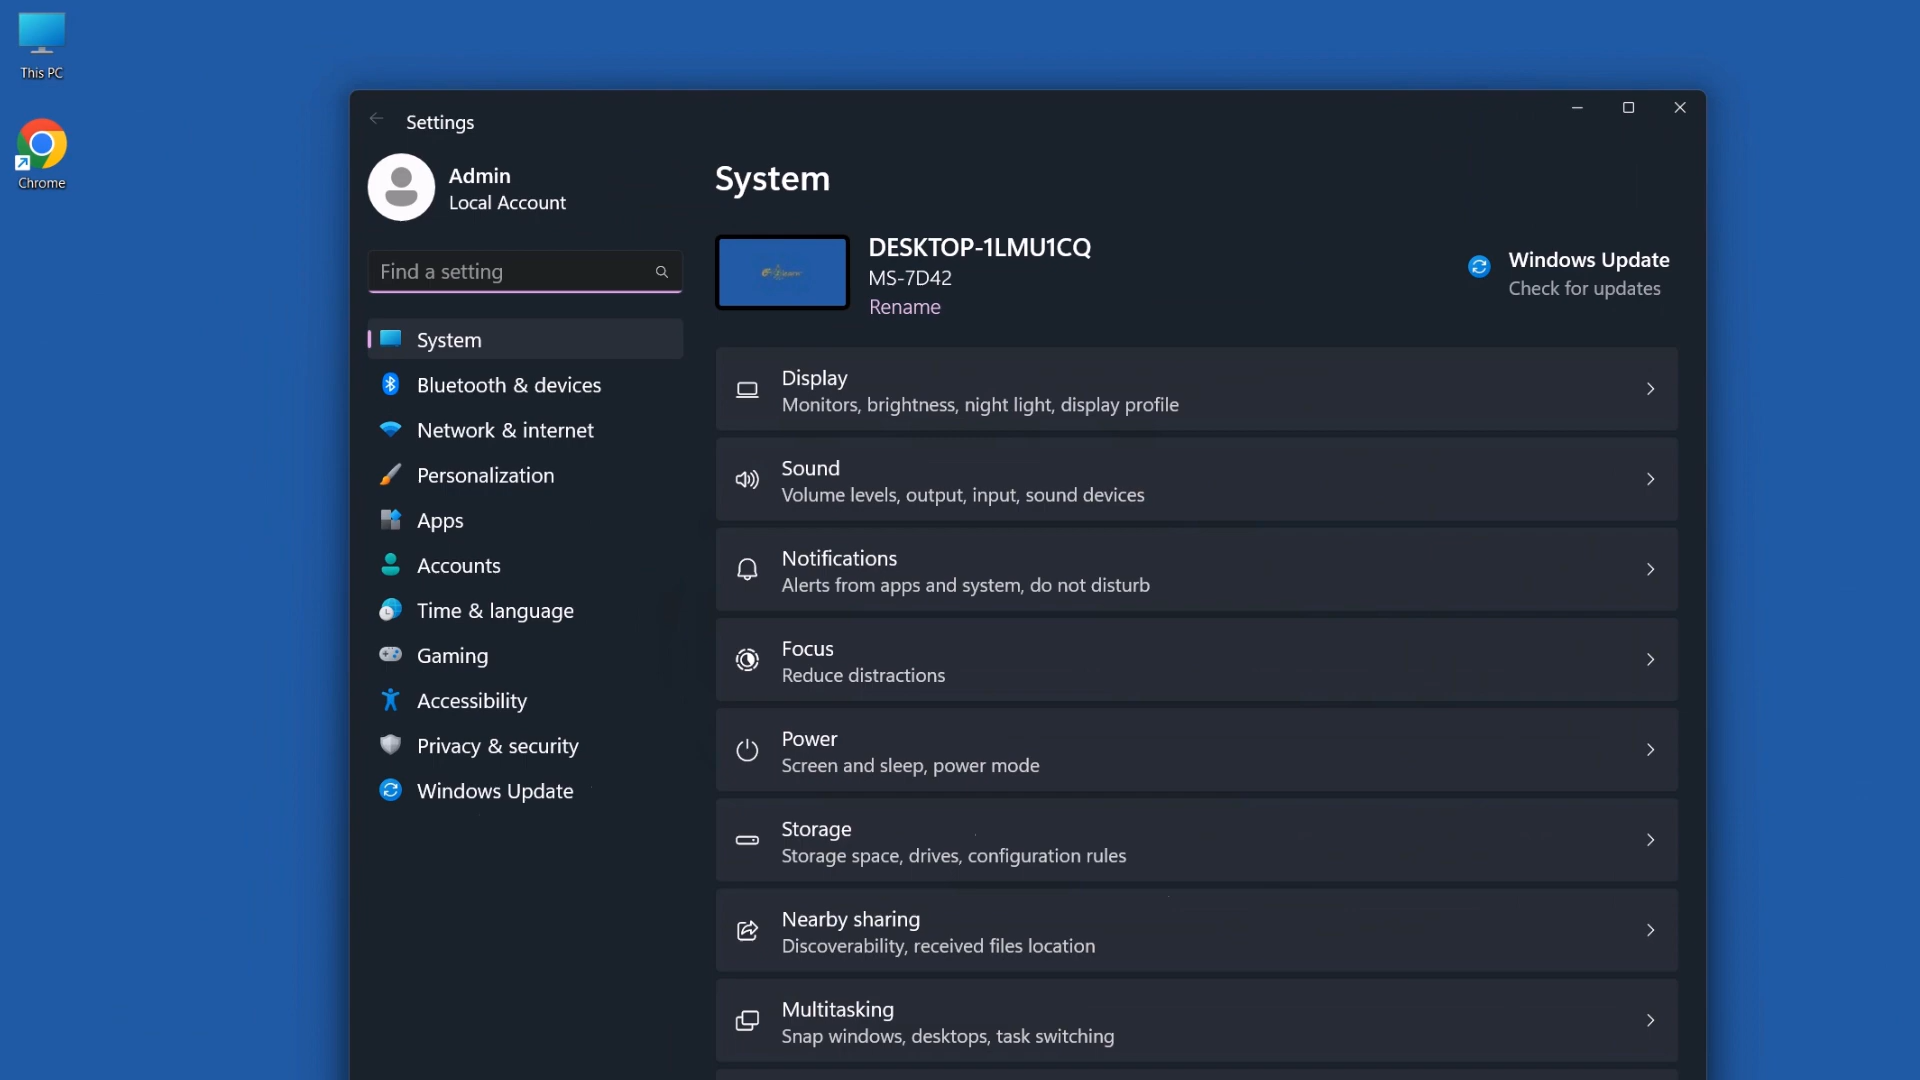 This PC
Chrome
Settings
Admin
Local Account
Find a setting
System
Bluetooth & devices
Network & internet
Personalization
Apps
Accounts
Time & language
Gaming
Accessibility
Privacy & security
Windows Update
System
DESKTOP-1LMU1CQ
MS-7D42
Rename
Windows Update
Check for updates
Display
Monitors, brightness, night light, display profile
Sound
Volume levels, output, input, sound devices
Notifications
Alerts from apps and system, do not disturb
Focus
Reduce distractions
Power
Screen and sleep, power mode
Storage
Storage space, drives, configuration rules
Nearby sharing
Discoverability, received files location
Multitasking
Snap windows, desktops, task switching